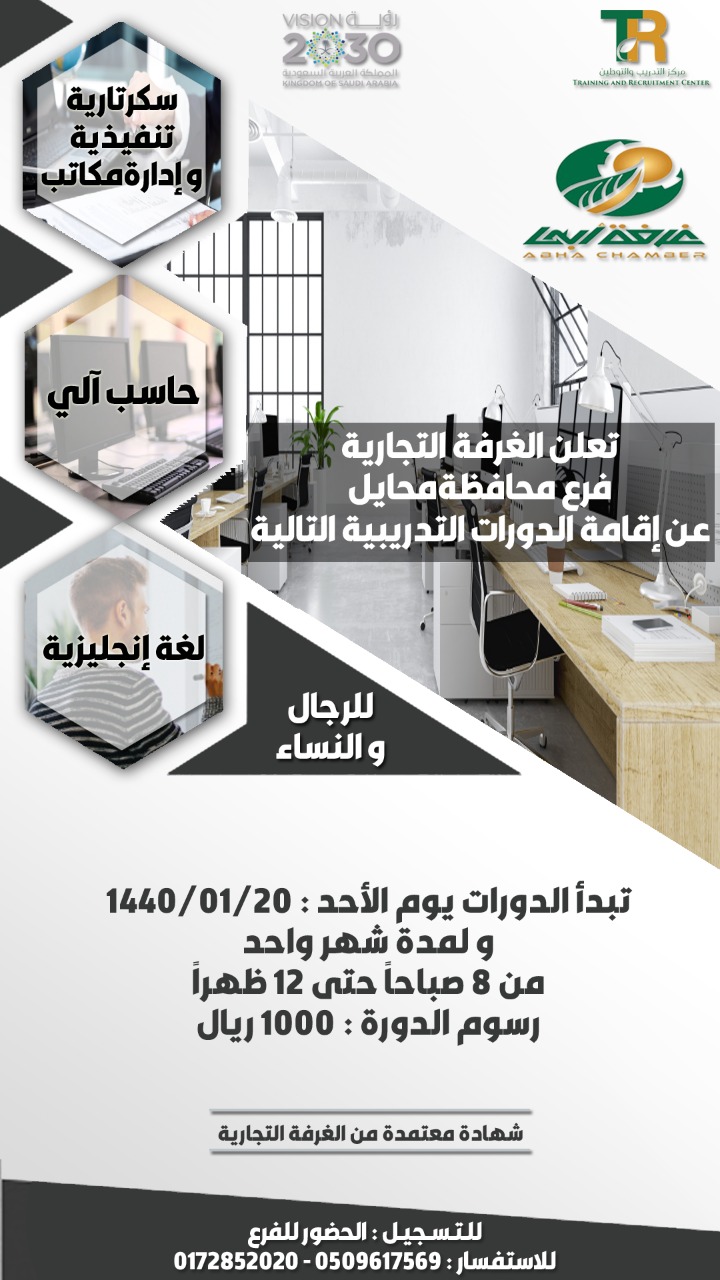 رؤية VISION
2030
المملكة العربية السعودية
KINGDOM OF SAUDI ARABIA
TR
مركز التدريب والتوطين
TRAINING AND RECRUITMENT CENTER
غرفة أبها
ABHA CHAMBER
سكرتارية
تنفيذية
و إدارة مكاتب
حاسب آلي
لغة إنجليزية
تعلن الغرفة التجارية
فرع محافظة محايل
عن إقامة الدورات التدريبية التالية
للرجال
و النساء
تبدأ الدورات يوم الأحد : 1440/01/20
و لمدة شهر واحد
من 8 صباحاً حتى 12 ظهراً
رسوم الدورة : 1000 ريال
شهادة معتمدة من الغرفة التجارية
للتسجيل : الحضور للفرع
للاستفسار : 0509617569 - 0172852020